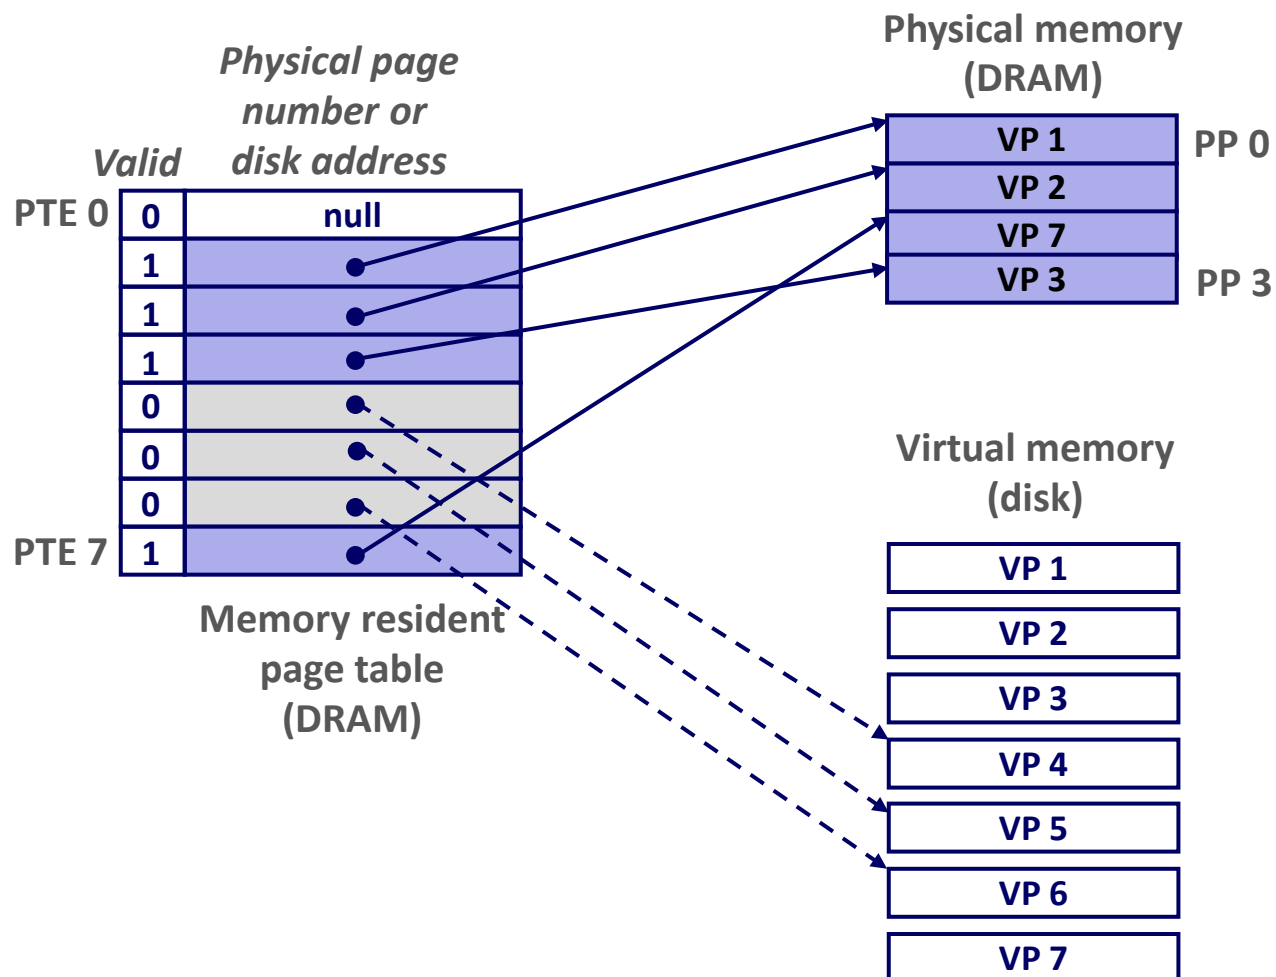 Physical page
number or
disk address
Valid
PTE 0
0
null
1
1
1
0
0
0
PTE 7
1
Memory resident
page table
(DRAM)
Physical memory
(DRAM)
VP 1
PP 0
VP 2
VP 7
VP 3
PP 3
Virtual memory
(disk)
VP 1
VP 2
VP 3
VP 4
VP 5
VP 6
VP 7